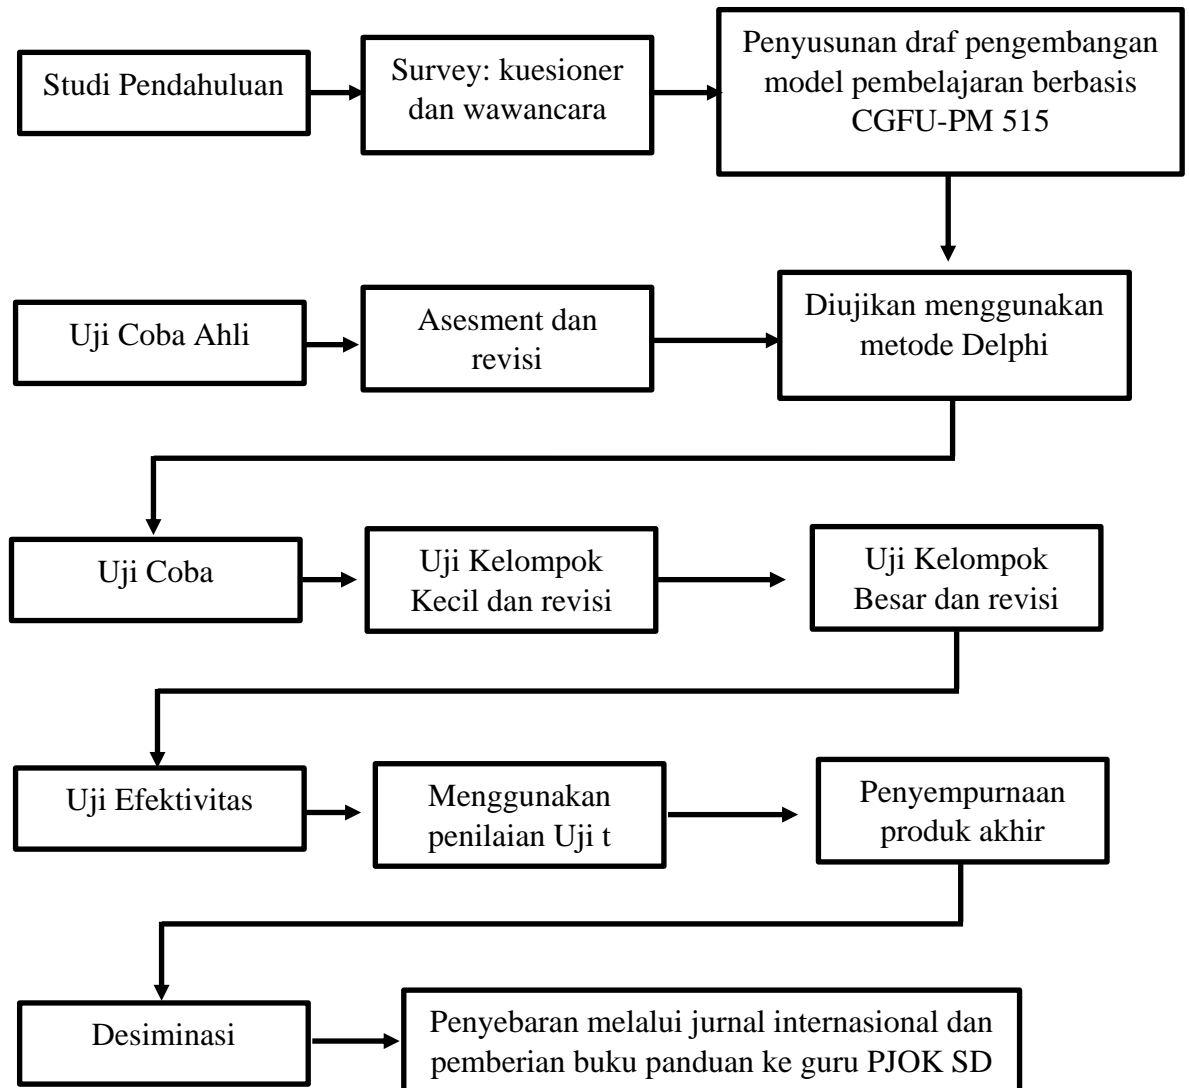 Studi Pendahuluan
Survey: kuesioner
dan wawancara
Penyusunan draf pengembangan
model pembelajaran berbasis
CGFU-PM 515
Uji Coba Ahli
Asesment dan
revisi
Diujikan menggunakan
metode Delphi
Uji Coba
Uji Kelompok
Kecil dan revisi
Uji Kelompok
Besar dan revisi
Uji Efektivitas
Menggunakan
penilaian Uji t
Penyempurnaan
produk akhir
Desiminasi
Penyebaran melalui jurnal internasional dan
pemberian buku panduan ke guru PJOK SD